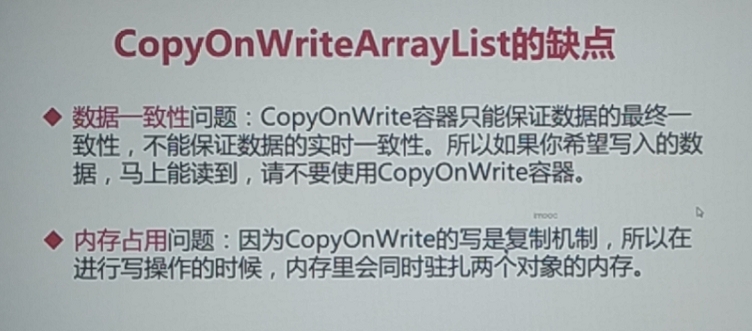 CopyOnWriteArrayList的缺点
数据一致性问题：CopyOnWrite容器只能保证数据的最终一
致性，不能保证数据的实时一致性。所以如果你希望写入的数
据，马上能读到，请不要使用CopyOnWrite容器。
imooc
内存占用问题：因为CopyOnWrite的写是复制机制，所以在
进行写操作的时候，内存里会同时驻扎两个对象的内存。